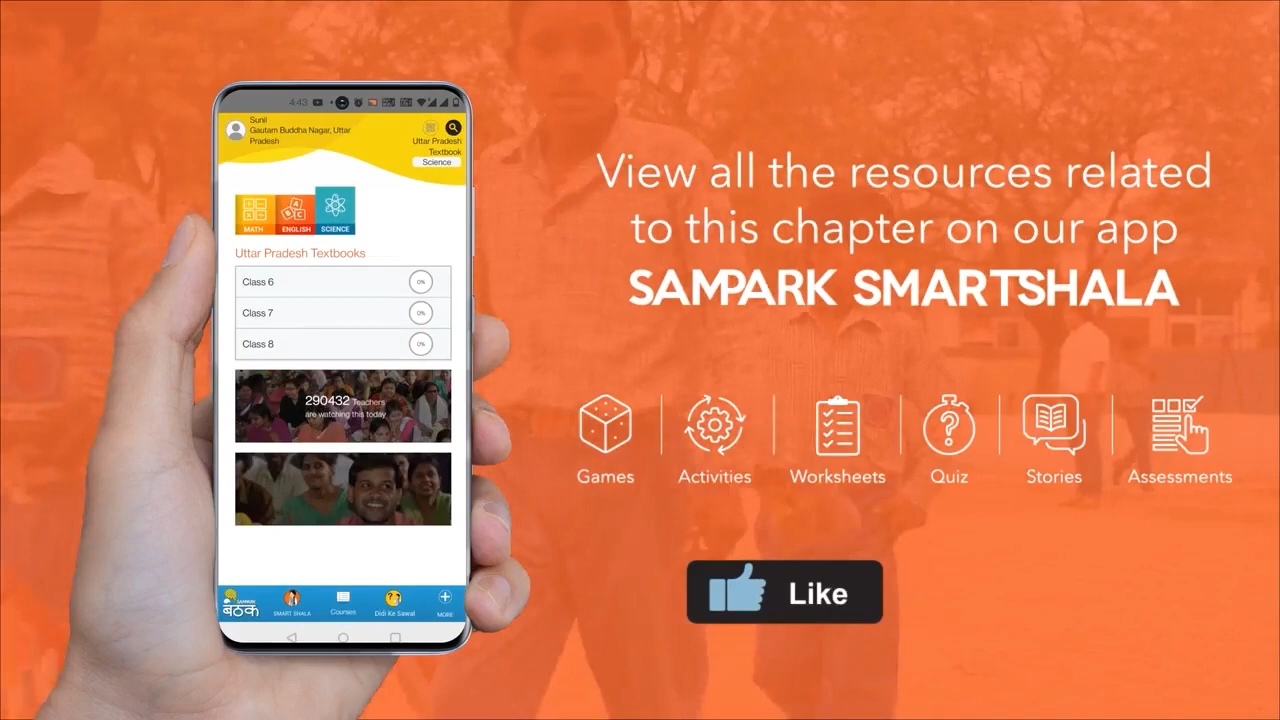 4:43
Sunil
Gautam Buddha Nagar, Uttar
Pradesh
Uttar Pradesh
Textbook
Science
MATH
ENGLISH
SCIENCE
Uttar Pradesh Textbooks
Class 6
0%
Class 7
0%
Class 8
0%
290432 Teachers
are watching this today
SAMPARK
बैठक
SMART SHALA
Courses
Didi Ke Sawal
MORE
View all the resources related
to this chapter on our app
SAMPARK SMARTSHALA
Games
Activities
Worksheets
Quiz
Stories
Assessments
Like